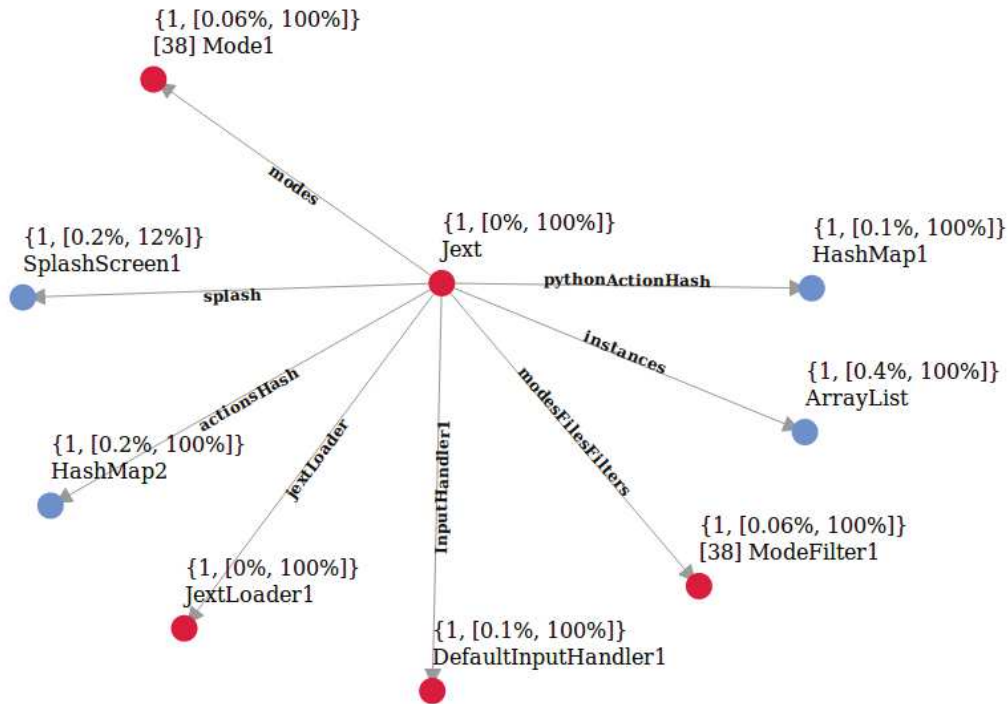 {1, [0.06%, 100%]}
[38] Mode1
modes
{1, [0.2%, 12%]}
SplashScreen1
splash
{1, [0%, 100%]}
Jext
{1, [0.1%, 100%]}
HashMap1
pythonActionHash
instances
{1, [0.4%, 100%]}
ArrayList
actionsHash
{1, [0.2%, 100%]}
HashMap2
jextLoader
InputHandler1
modesFilesFilters
{1, [0.06%, 100%]}
[38] ModeFilter1
{1, [0%, 100%]}
JextLoader1
{1, [0.1%, 100%]}
DefaultInputHandler1